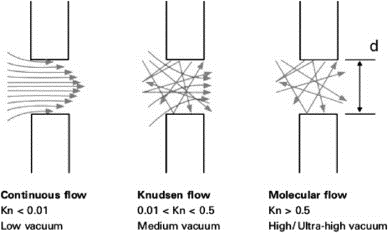 d
Continuous flow
Kn < 0.01
Low vacuum
Knudsen flow
0.01 < Kn < 0.5
Medium vacuum
Molecular flow
Kn > 0.5
High/Ultra-high vacuum